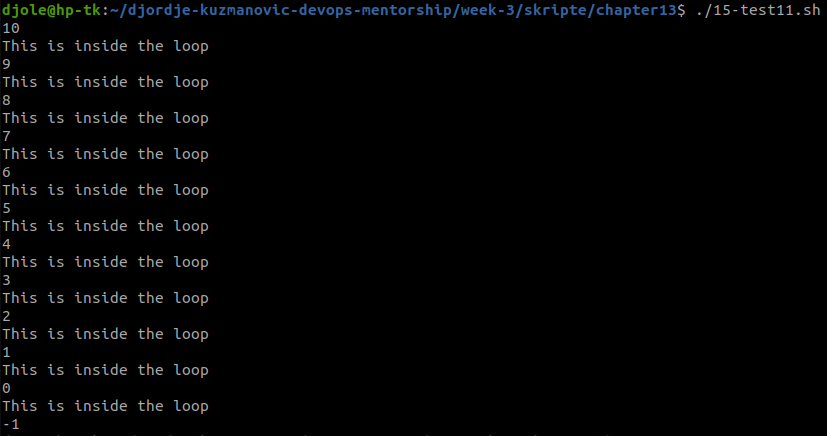 djole@hp-tk:~/djordje-kuzmanovic-devops-mentorship/week-3/skripte/chapter13$ ./15-test11.sh
10
This is inside the loop
9
This is inside the loop
8
This is inside the loop
7
This is inside the loop
6
This is inside the loop
5
This is inside the loop
4
This is inside the loop
3
This is inside the loop
2
This is inside the loop
1
This is inside the loop
0
This is inside the loop
-1